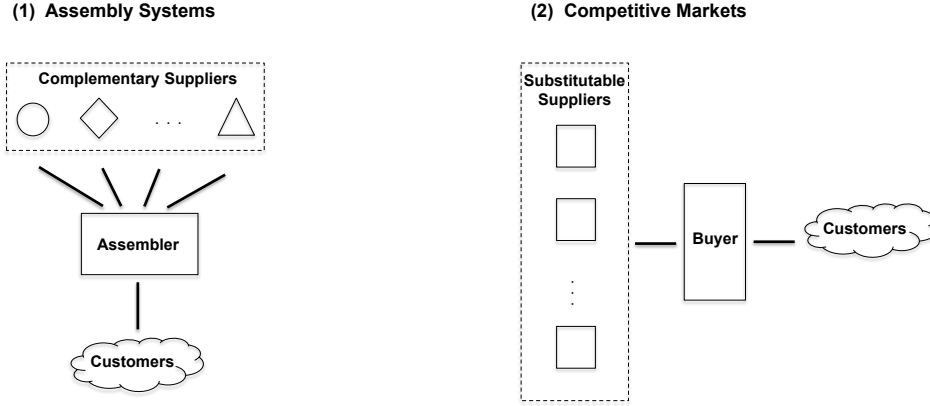 (1) Assembly Systems
Complementary Suppliers
. . .
Assembler
Customers
(2) Competitive Markets
Substitutable
Suppliers
Buyer
Customers